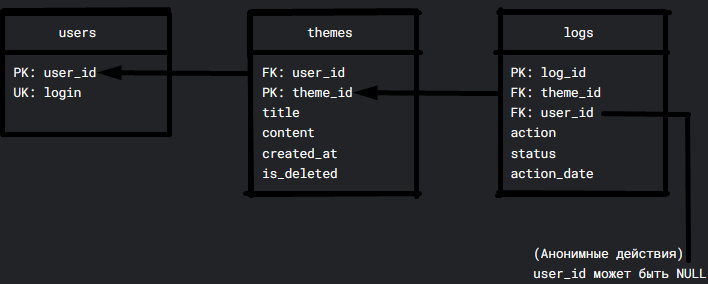 users
PK: user_id
UK: login
themes
FK: user_id
PK: theme_id
title
content
created_at
is_deleted
logs
PK: log_id
FK: theme_id
FK: user_id
action
status
action_date
(Анонимные действия)
user_id может быть NULL